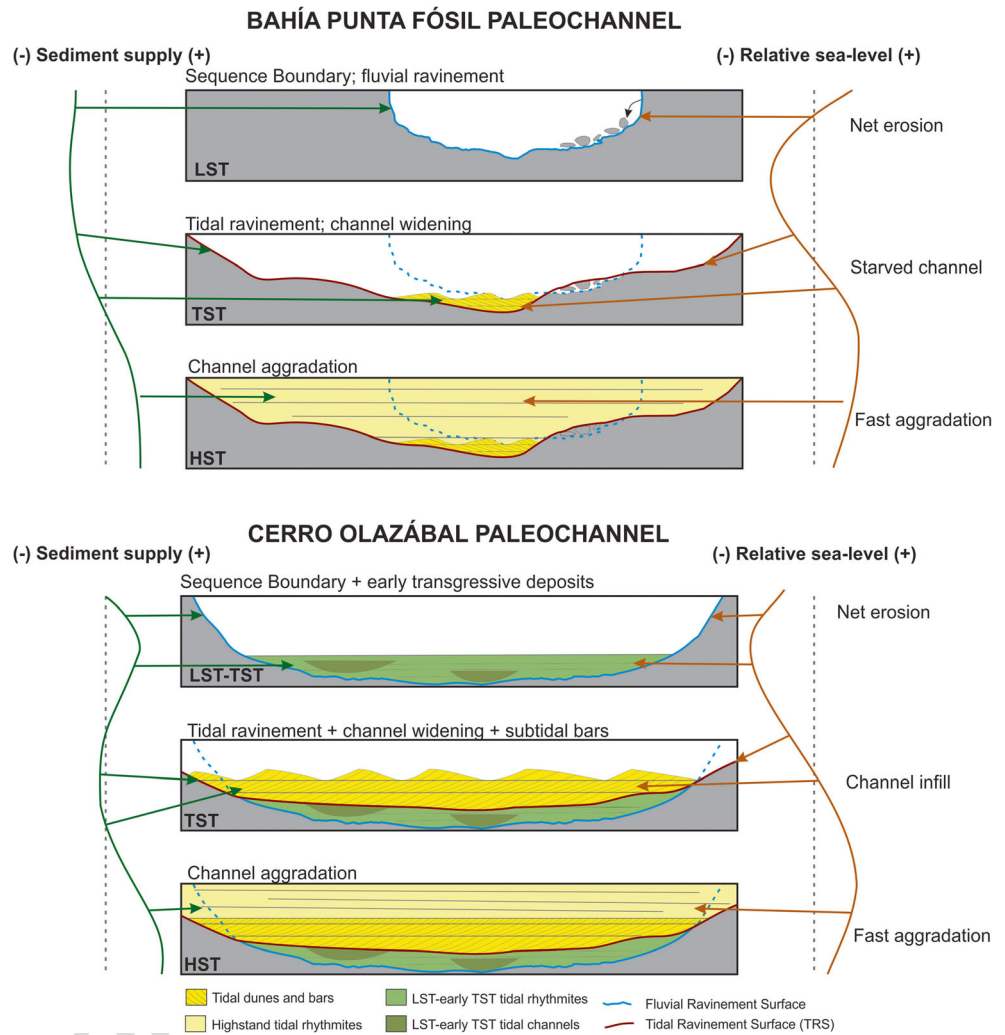 BAHÍA PUNTA FÓSIL PALEOCHANNEL
(-) Sediment supply (+)
(-) Relative sea-level (+)
Sequence Boundary; fluvial ravinement
Net erosion
LST
Tidal ravinement; channel widening
Starved channel
TST
Channel aggradation
Fast aggradation
HST
CERRO OLAZÁBAL PALEOCHANNEL
(-) Sediment supply (+)
(-) Relative sea-level (+)
Sequence Boundary + early transgressive deposits
Net erosion
LST-TST
Tidal ravinement + channel widening + subtidal bars
Channel infill
TST
Channel aggradation
Fast aggradation
HST
Tidal dunes and bars
LST-early TST tidal rhythmites
Fluvial Ravinement Surface
Highstand tidal rhythmites
LST-early TST tidal channels
Tidal Ravinement Surface (TRS)